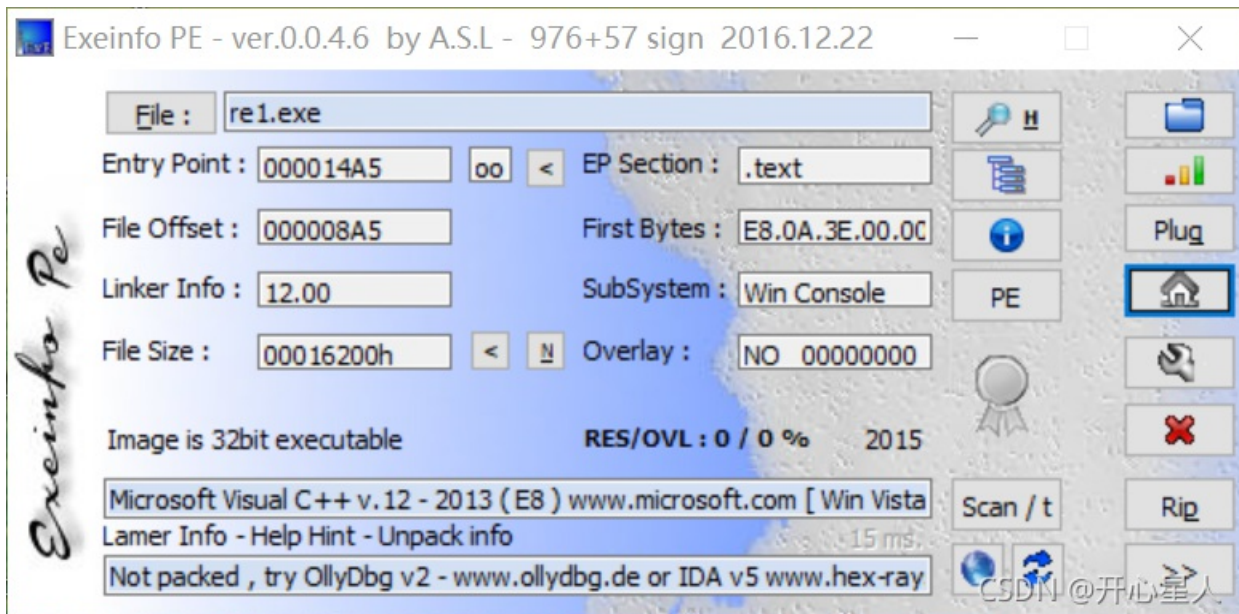 Exeinfo PE - ver.0.0.4.6 by A.S.L - 976+57 sign 2016.12.22
File : re1.exe H
Entry Point : 000014A5 oo < EP Section : .text
File Offset : 000008A5 First Bytes : E8.0A.3E.00.00 Plug
Linker Info : 12.00 SubSystem : Win Console PE
File Size : 00016200h < N Overlay : NO 00000000
Image is 32bit executable RES/OVL : 0 / 0 % 2015
Microsoft Visual C++ v.12 - 2013 ( E8 ) www.microsoft.com [ Win Vista Scan / t Rip
Lamer Info - Help Hint - Unpack info 15 ms.
Not packed , try OllyDbg v2 - www.ollydbg.de or IDA v5 www.hex-ray >>
Exeinfo Pe
CSDN @开心星人